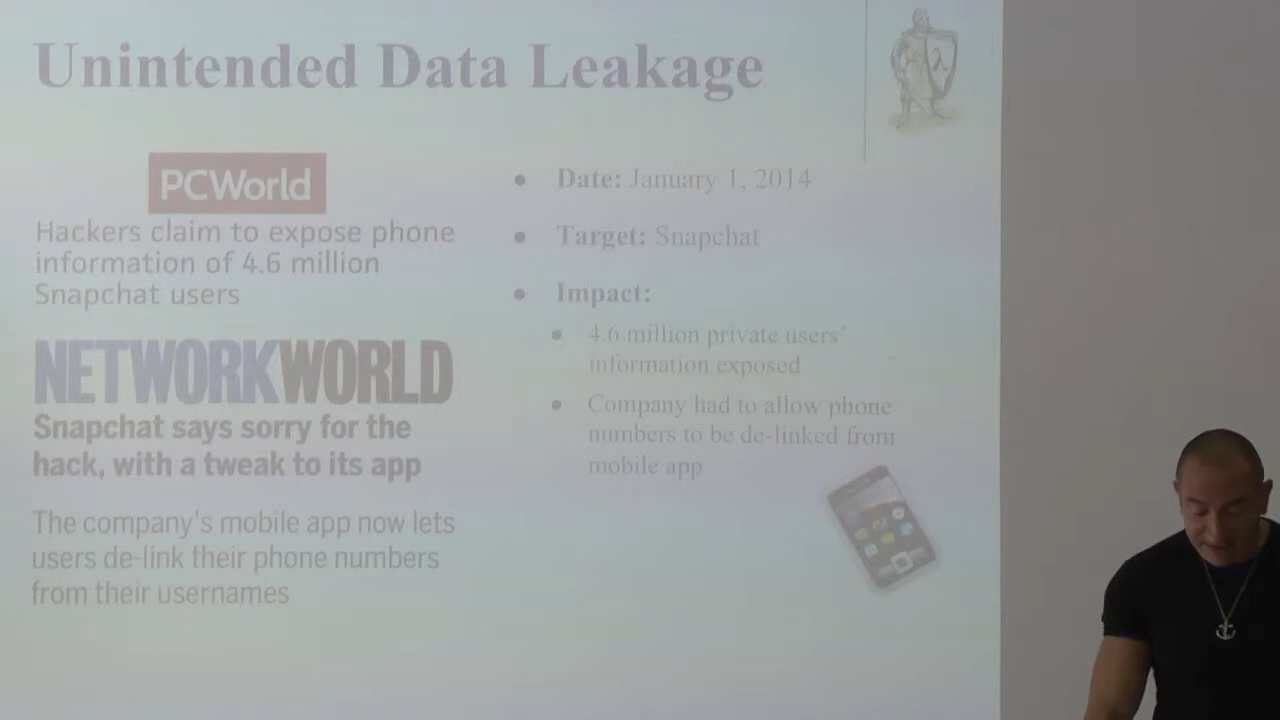 Unintended Data Leakage
λ
PCWorld
Hackers claim to expose phone
information of 4.6 million
Snapchat users
NETWORKWORLD
Snapchat says sorry for the
hack, with a tweak to its app
The company's mobile app now lets
users de-link their phone numbers
from their usernames
• Date: January 1, 2014
• Target: Snapchat
• Impact:
• 4.6 million private users'
information exposed
• Company had to allow phone
numbers to be de-linked from
mobile app